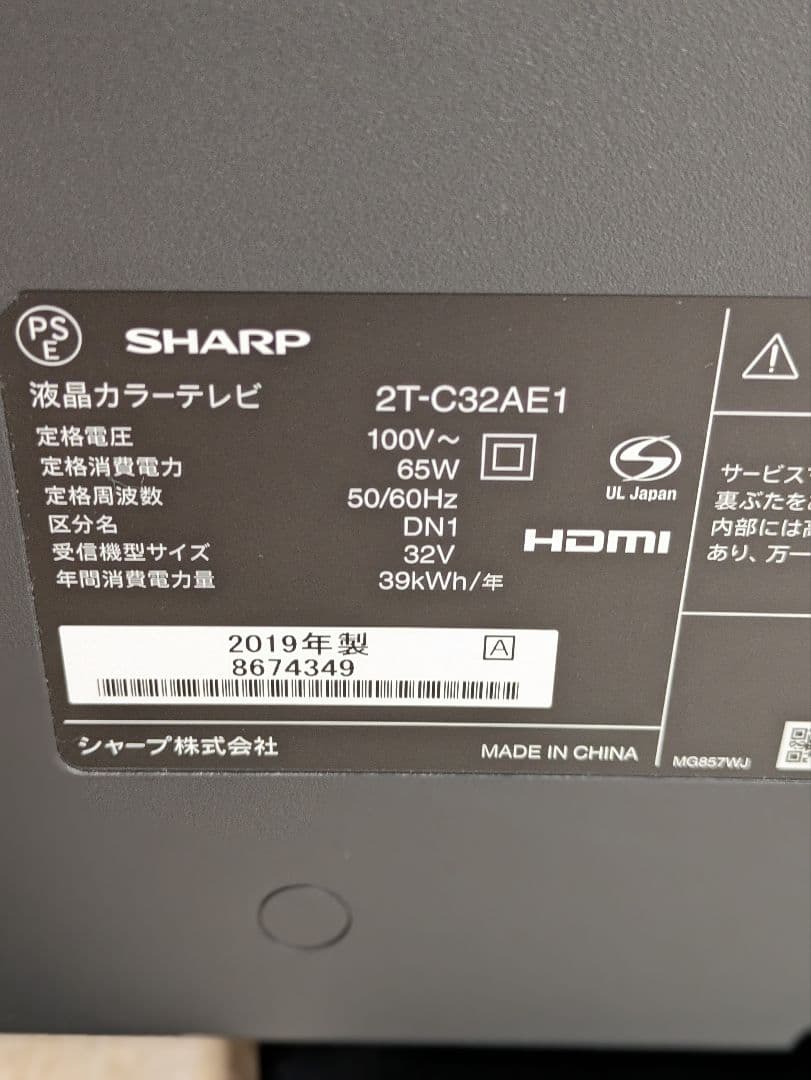 PSE
SHARP
液晶カラーテレビ 2T-C32AE1
定格電圧 100V～
定格消費電力 65W
定格周波数 50/60Hz
区分名 DN1
受信機型サイズ 32V
年間消費電力量 39kWh/年
UL Japan
HDMI
2019年製 A
8674349
シャープ株式会社 MADE IN CHINA
サービス
裏ぶたを
内部には
あり、万一
MG857WJ